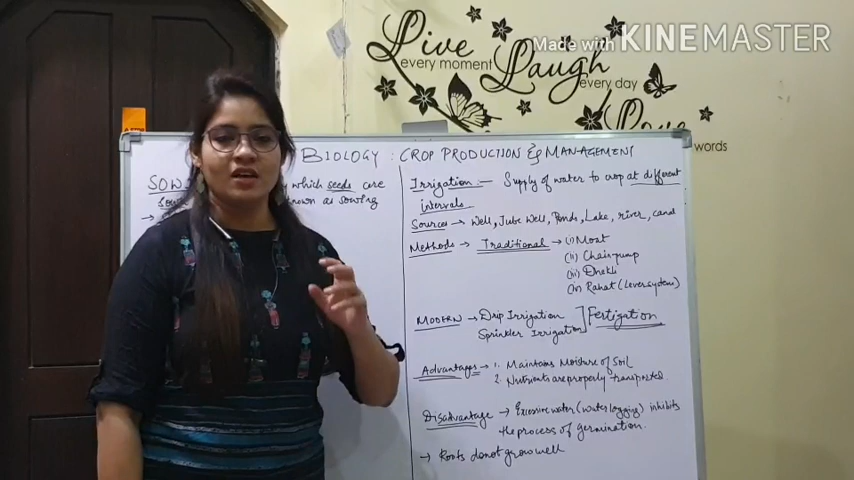 Made with KINEMASTER
Live
every moment
Laugh
every day
Love
words
BIOLOGY : CROP PRODUCTION & MANAGEMENT
SOWI
y which seeds are
known as sowing
Irrigation :- Supply of water to crop at different
intervals
Sources → Well, Tube Well, Ponds, Lake, river, canal
Methods → Traditional → (i) Moat
(ii) Chain-pump
(iii) Dhekli
(iv) Rahat (Lever system)
MODERN → Drip Irrigation
Sprinkler Irrigation ] Fertigation
Advantages → 1. Maintains Moisture of Soil
2. Nutrients are properly transported.
Disadvantage → Excessive water (water logging) inhibits
the process of germination.
→ Roots donot grow well